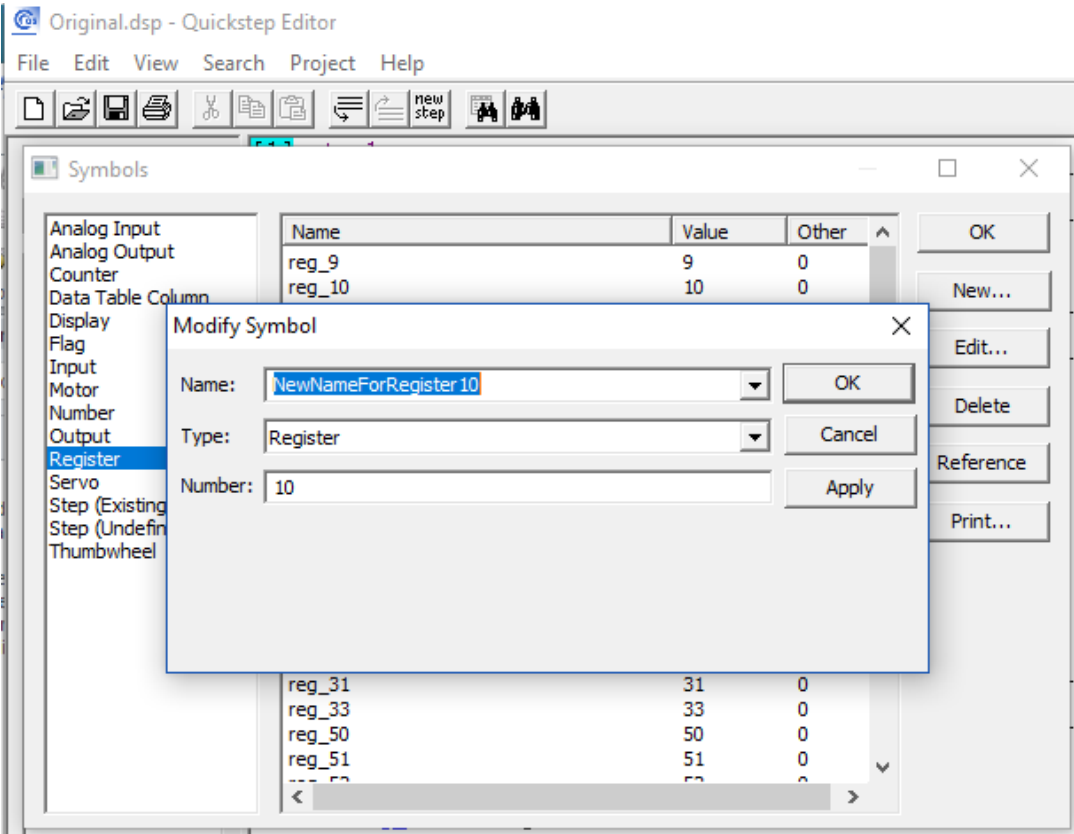 Original.dsp - Quickstep Editor
File Edit View Search Project Help
new
step
Symbols
Analog Input
Analog Output
Counter
Data Table Column
Display
Flag
Input
Motor
Number
Output
Register
Servo
Step (Existing
Step (Undefin
Thumbwheel
Name Value Other
reg_9 9 0
reg_10 10 0
reg_31 31 0
reg_33 33 0
reg_50 50 0
reg_51 51 0
OK
New...
Edit...
Delete
Reference
Print...
Modify Symbol
Name: NewNameForRegister10
Type: Register
Number: 10
OK
Cancel
Apply